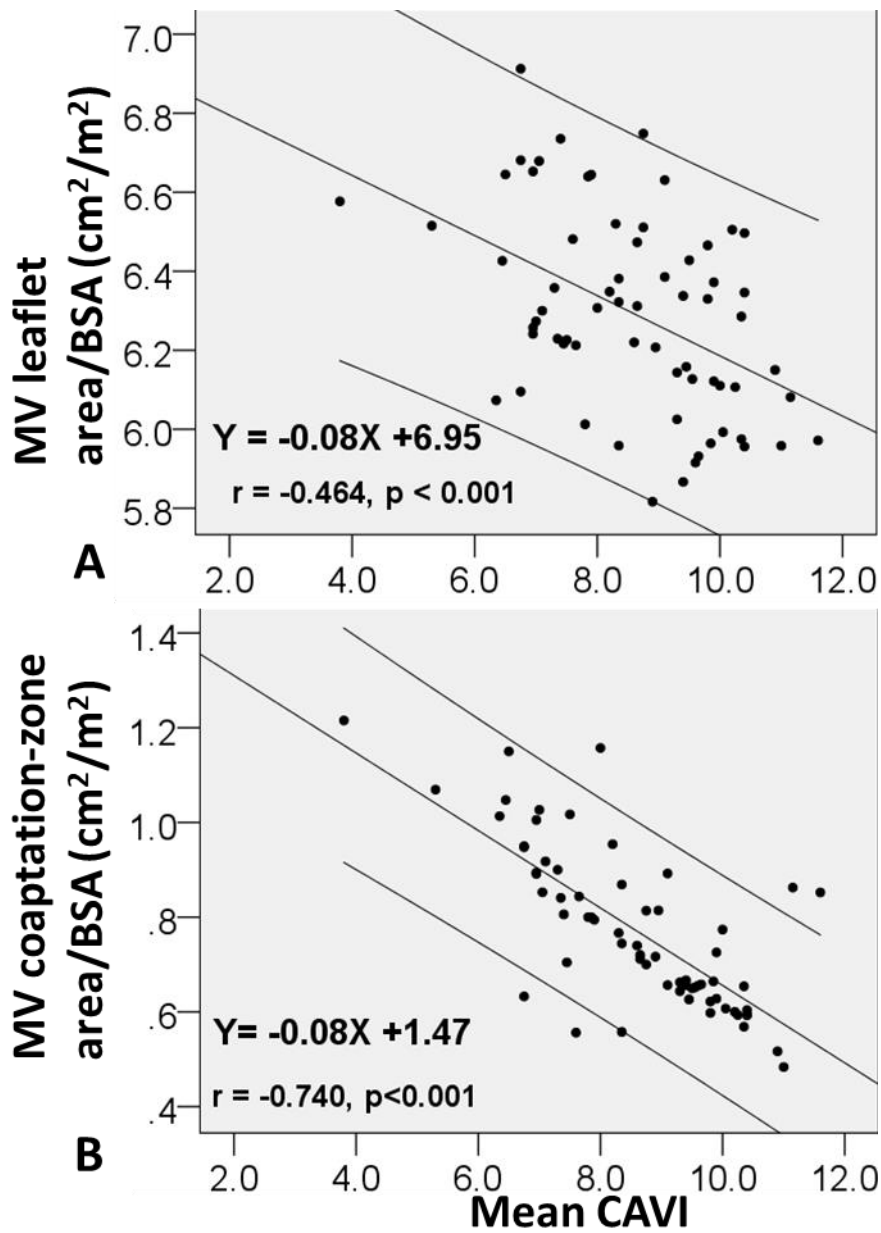 MV leaflet
area/BSA (cm²/m²)
7.0
6.8
6.6
6.4
6.2
6.0
5.8
Y = -0.08X +6.95
r = -0.464, p < 0.001
A
2.0 4.0 6.0 8.0 10.0 12.0
MV coaptation-zone
area/BSA (cm²/m²)
1.4
1.2
1.0
.8
.6
.4
Y= -0.08X +1.47
r = -0.740, p<0.001
B
2.0 4.0 6.0 8.0 10.0 12.0
Mean CAVI